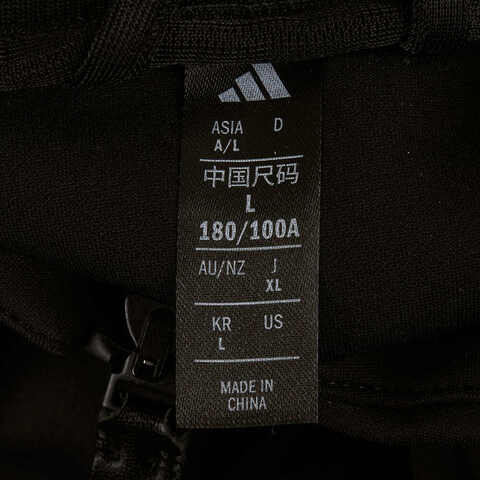 ASIA D
A/L
中国尺码
L
180/100A
AU/NZ J
XL
KR US
L
MADE IN
CHINA